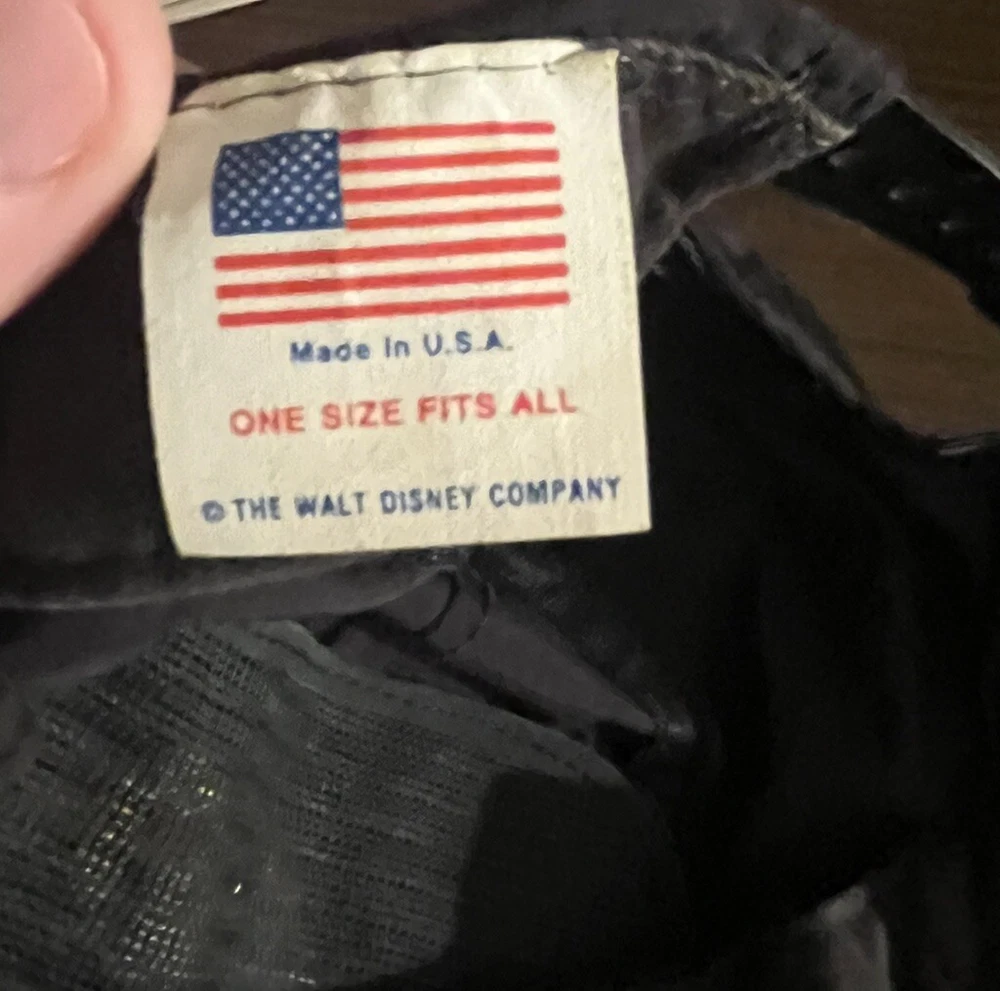 Made in U.S.A.
ONE SIZE FITS ALL
© THE WALT DISNEY COMPANY